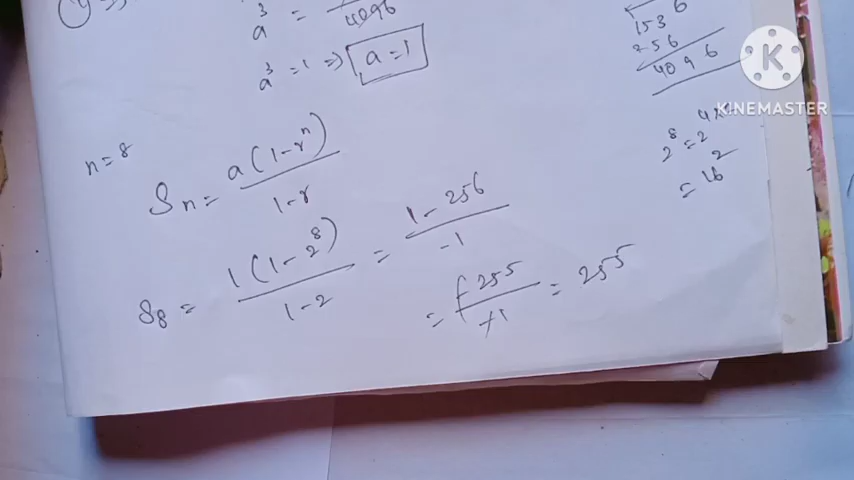 a³ = / 4096
a³ = 1 => a = 1
1536
256
4096
KINEMASTER
n = 8
Sn = a(1-rⁿ) / 1-r
2⁸ = 2
= 16²
S8 = 1(1-2⁸) / 1-2 = 1-256 / -1
= -255 / -1 = 255